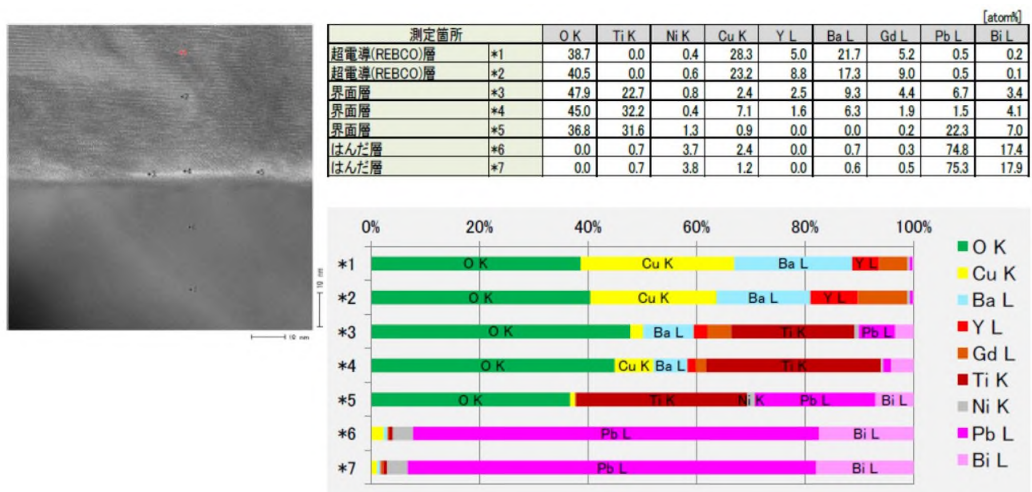 [atom%]
測定箇所 O K Ti K Ni K Cu K Y L Ba L Gd L Pb L Bi L
超電導(REBCO)層 *1 38.7 0.0 0.4 28.3 5.0 21.7 5.2 0.5 0.2
超電導(REBCO)層 *2 40.5 0.0 0.6 23.2 8.8 17.3 9.0 0.5 0.1
界面層 *3 47.9 22.7 0.8 2.4 2.5 9.3 4.4 6.7 3.4
界面層 *4 45.0 32.2 0.4 7.1 1.6 6.3 1.9 1.5 4.1
界面層 *5 36.8 31.6 1.3 0.9 0.0 0.0 0.2 22.3 7.0
はんだ層 *6 0.0 0.7 3.7 2.4 0.0 0.7 0.3 74.8 17.4
はんだ層 *7 0.0 0.7 3.8 1.2 0.0 0.6 0.5 75.3 17.9
*2
*3 *4 *5
10 nm
10 nm
0% 20% 40% 60% 80% 100%
*1 O K Cu K Ba L Y L
*2 O K Cu K Ba L Y L
*3 O K Ba L Ti K Pb L
*4 O K Cu K Ba L Ti K
*5 O K Ti K Ni K Pb L Bi L
*6 Pb L Bi L
*7 Pb L Bi L
O K
Cu K
Ba L
Y L
Gd L
Ti K
Ni K
Pb L
Bi L